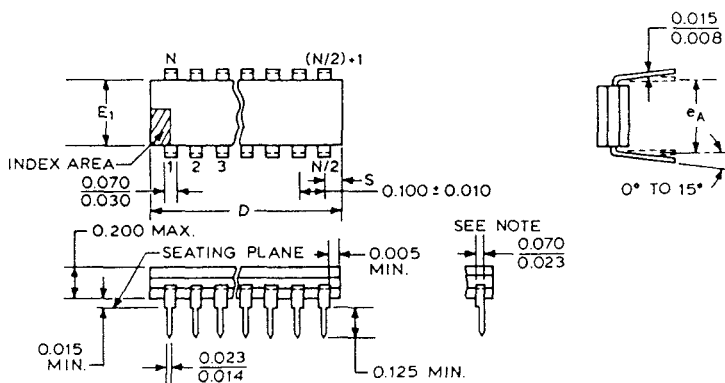 0.015
0.008
N
(N/2)+1
E1
eA
INDEX AREA
1 2 3 N/2
S
0.070
0.030
0.100 ± 0.010
0° TO 15°
D
0.200 MAX.
SEATING PLANE
0.005
MIN.
SEE NOTE
0.070
0.023
0.015
MIN.
0.023
0.014
0.125 MIN.